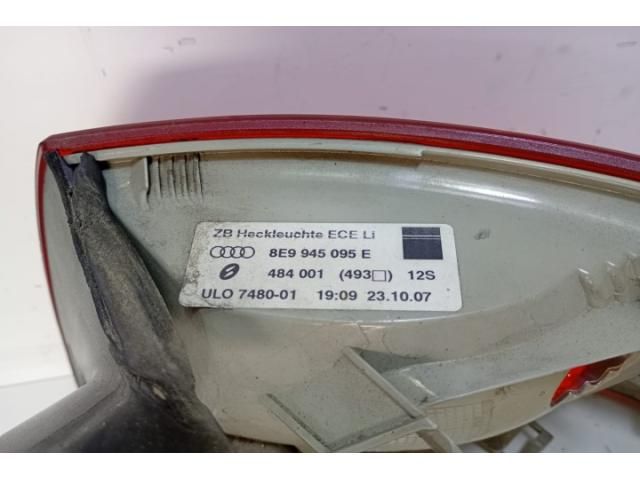 ZB Heckleuchte ECE Li
8E9 945 095 E
484 001 (493□) 12S
ULO 7480-01 19:09 23.10.07